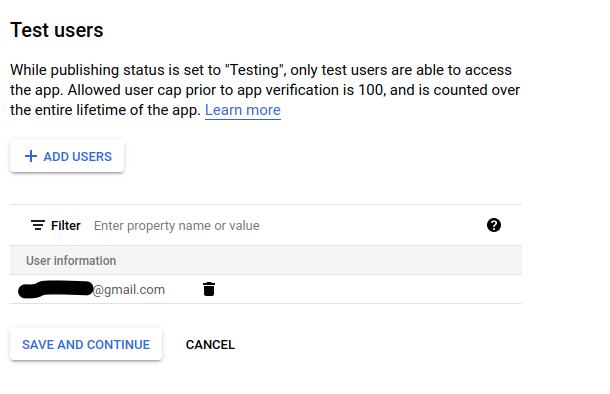 Test users
While publishing status is set to "Testing", only test users are able to access
the app. Allowed user cap prior to app verification is 100, and is counted over
the entire lifetime of the app. Learn more
ADD USERS
Filter Enter property name or value
User information
@gmail.com
SAVE AND CONTINUE CANCEL